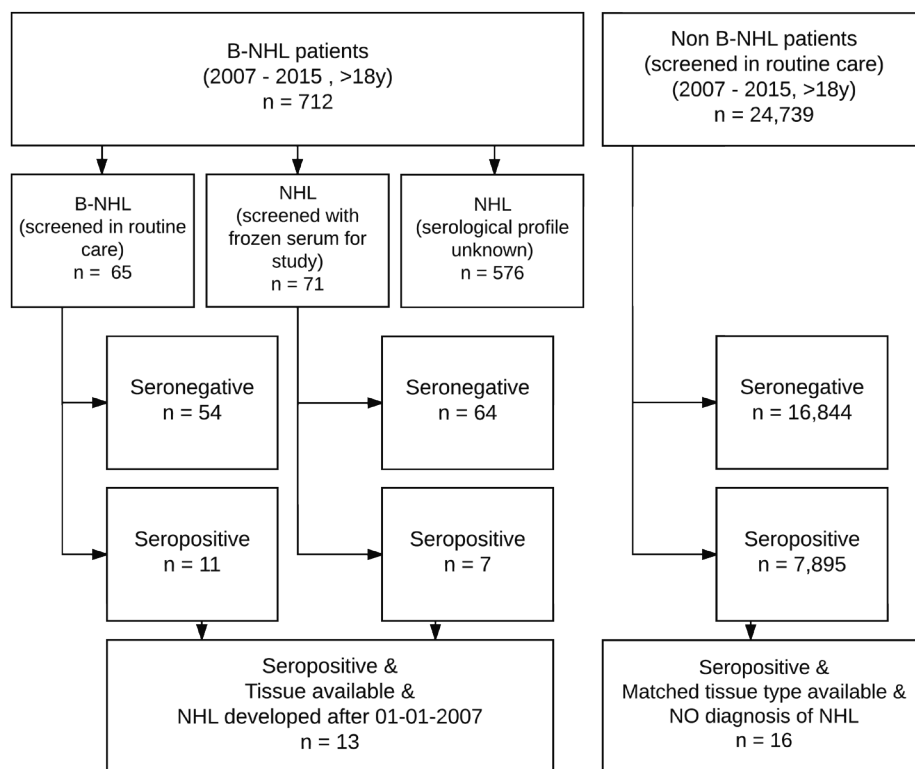 B-NHL patients
(2007 - 2015 , >18y)
n = 712
Non B-NHL patients
(screened in routine care)
(2007 - 2015, >18y)
n = 24,739
B-NHL
(screened in routine
care)
n =  65
NHL
(screened with
frozen serum for
study)
n = 71
NHL
(serological profile
unknown)
n = 576
Seronegative
n = 54
Seronegative
n = 64
Seronegative
n = 16,844
Seropositive
n = 11
Seropositive
n = 7
Seropositive
n = 7,895
Seropositive &
Tissue available &
NHL developed after 01-01-2007
n = 13
Seropositive &
Matched tissue type available &
NO diagnosis of NHL
n = 16